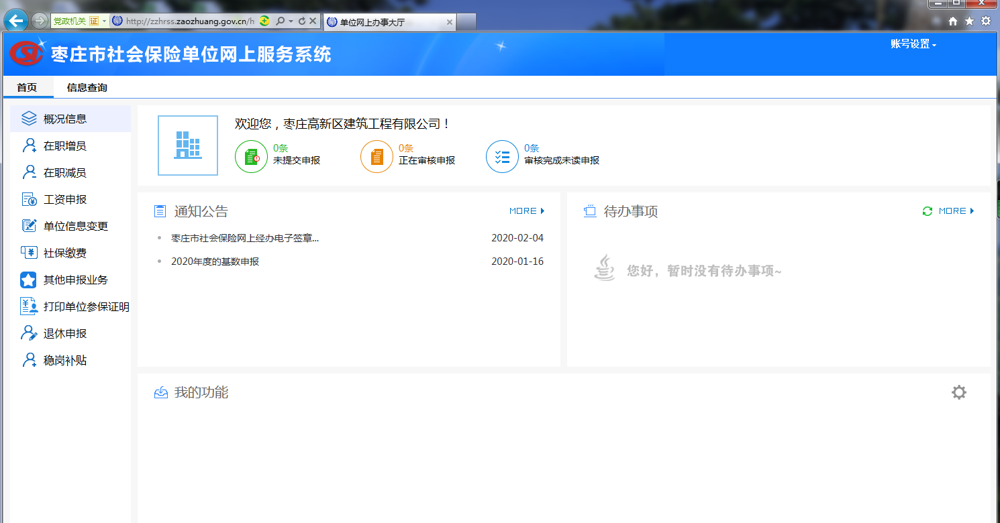 党政机关 证
http://zzhrss.zaozhuang.gov.cn/h
单位网上办事大厅
枣庄市社会保险单位网上服务系统
账号设置
首页 信息查询
概况信息
在职增员
在职减员
工资申报
单位信息变更
社保缴费
其他申报业务
打印单位参保证明
退休申报
稳岗补贴
欢迎您，枣庄高新区建筑工程有限公司！
0条
未提交申报
0条
正在审核申报
0条
审核完成未读申报
通知公告 MORE
枣庄市社会保险网上经办电子签章... 2020-02-04
2020年度的基数申报 2020-01-16
待办事项 MORE
您好，暂时没有待办事项~
我的功能